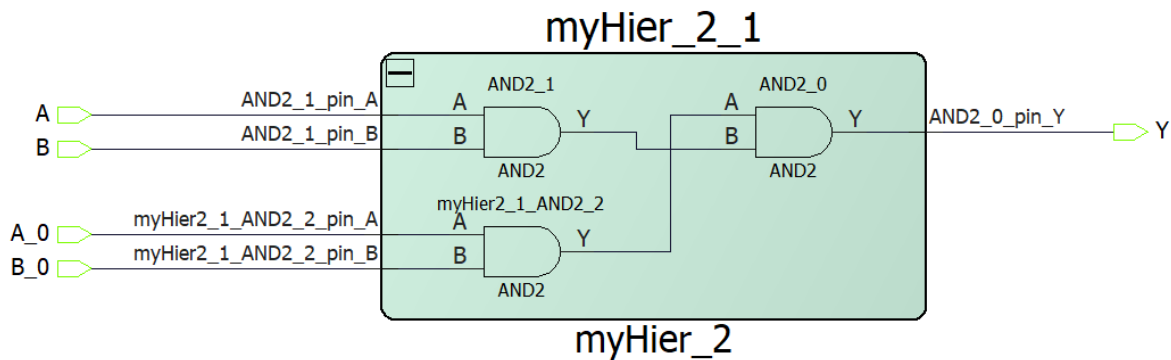 myHier_2_1
AND2_1
AND2_0
A
AND2_1_pin_A
A
Y
A
Y
AND2_0_pin_Y
Y
B
AND2_1_pin_B
B
B
AND2
AND2
A_0
myHier2_1_AND2_2_pin_A
myHier2_1_AND2_2
A
Y
B_0
myHier2_1_AND2_2_pin_B
B
AND2
myHier_2